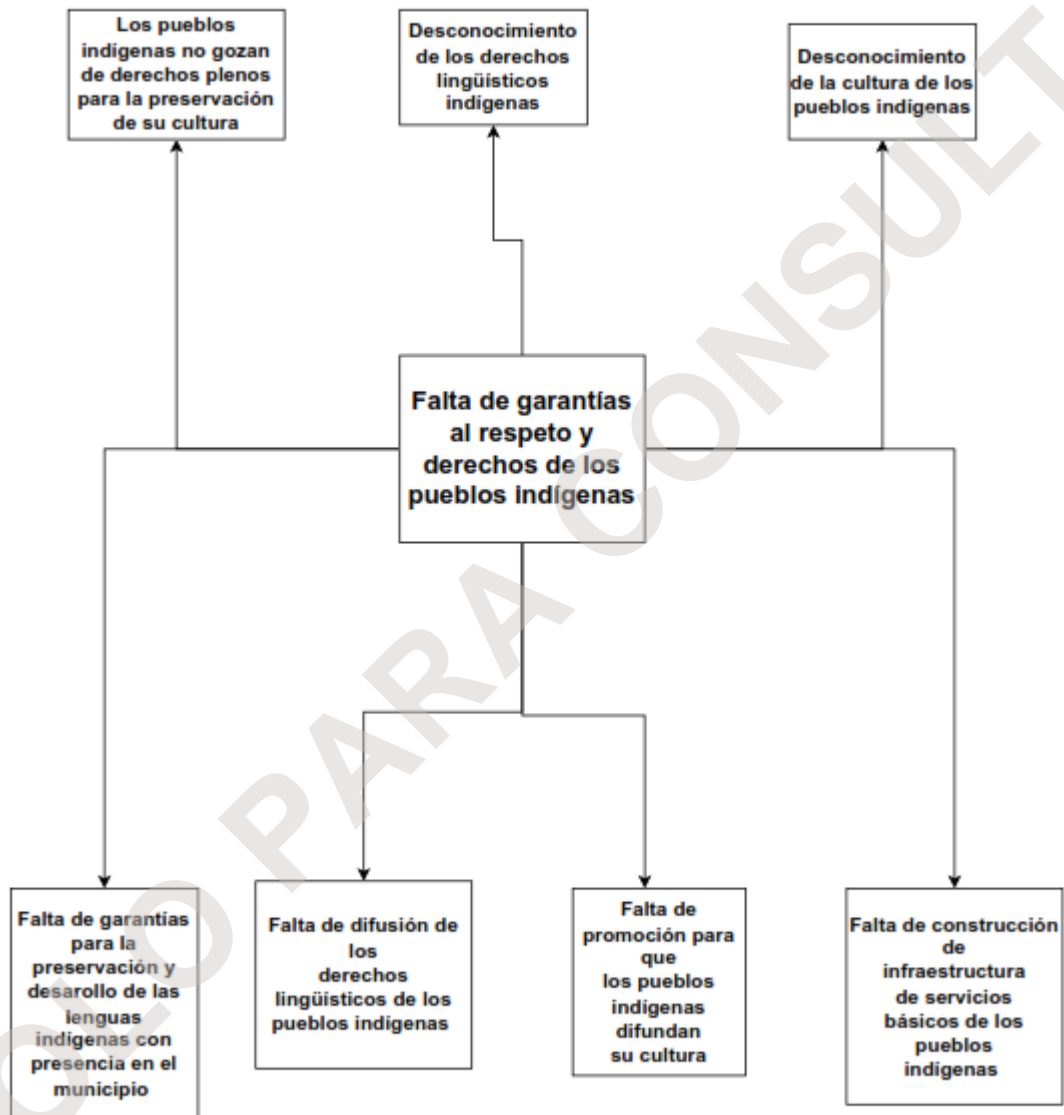 Los pueblos
indígenas no gozan
de derechos plenos
para la preservación
de su cultura
Desconocimiento
de los derechos
lingüísticos
indígenas
Desconocimiento
de la cultura de los
pueblos indígenas
Falta de garantías
al respeto y
derechos de los
pueblos indígenas
Falta de garantías
para la
preservación y
desarollo de las
lenguas
indígenas con
presencia en el
municipio
Falta de difusión de
los
derechos
lingüísticos de los
pueblos indígenas
Falta de
promoción para
que
los pueblos
indígenas
difundan
su cultura
Falta de construcción
de
infraestructura
de servicios
básicos de los
pueblos
indígenas
OLO PARA CONSULT